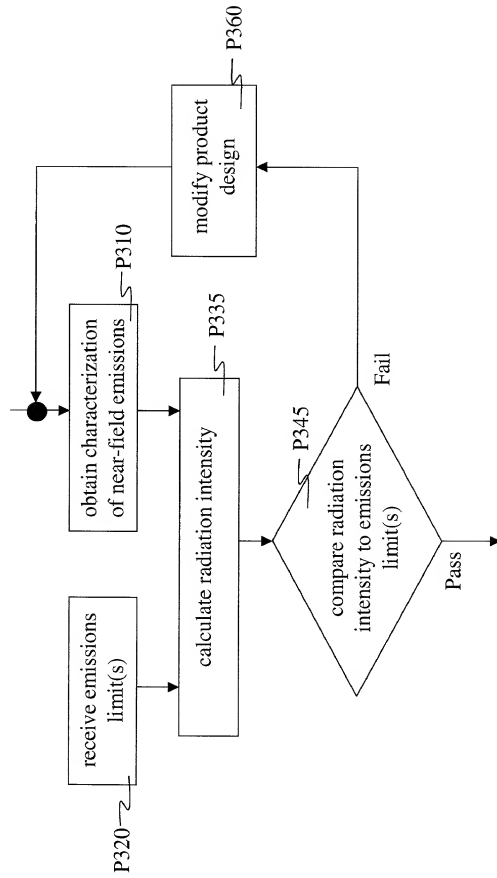 P320
receive emissions
limit(s)
obtain characterization
of near-field emissions
P310
calculate radiation intensity
P335
compare radiation
intensity to emissions
limit(s)
P345
Pass
Fail
modify product
design
P360